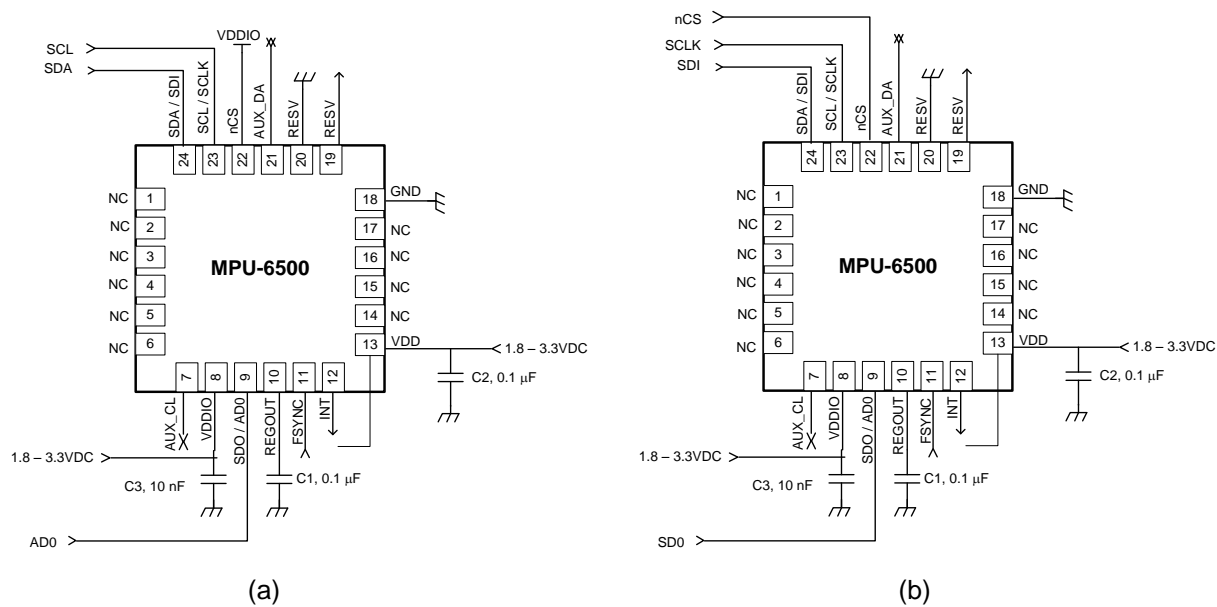 SCL
SDA
VDDIO
SDA / SDI
SCL / SCLK
nCS
AUX_DA
RESV
RESV
24
23
22
21
20
19
NC 1
NC 2
NC 3
NC 4
NC 5
NC 6
18 GND
17 NC
16 NC
15 NC
14 NC
13 VDD
MPU-6500
1.8 – 3.3VDC
C2, 0.1 µF
7
8
9
10
11
12
AUX_CL
VDDIO
SDO / AD0
REGOUT
FSYNC
INT
1.8 – 3.3VDC
C3, 10 nF
C1, 0.1 µF
AD0
(a)
nCS
SCLK
SDI
SDA / SDI
SCL / SCLK
nCS
AUX_DA
RESV
RESV
24
23
22
21
20
19
NC 1
NC 2
NC 3
NC 4
NC 5
NC 6
18 GND
17 NC
16 NC
15 NC
14 NC
13 VDD
MPU-6500
1.8 – 3.3VDC
C2, 0.1 µF
7
8
9
10
11
12
AUX_CL
VDDIO
SDO / AD0
REGOUT
FSYNC
INT
1.8 – 3.3VDC
C3, 10 nF
C1, 0.1 µF
SD0
(b)